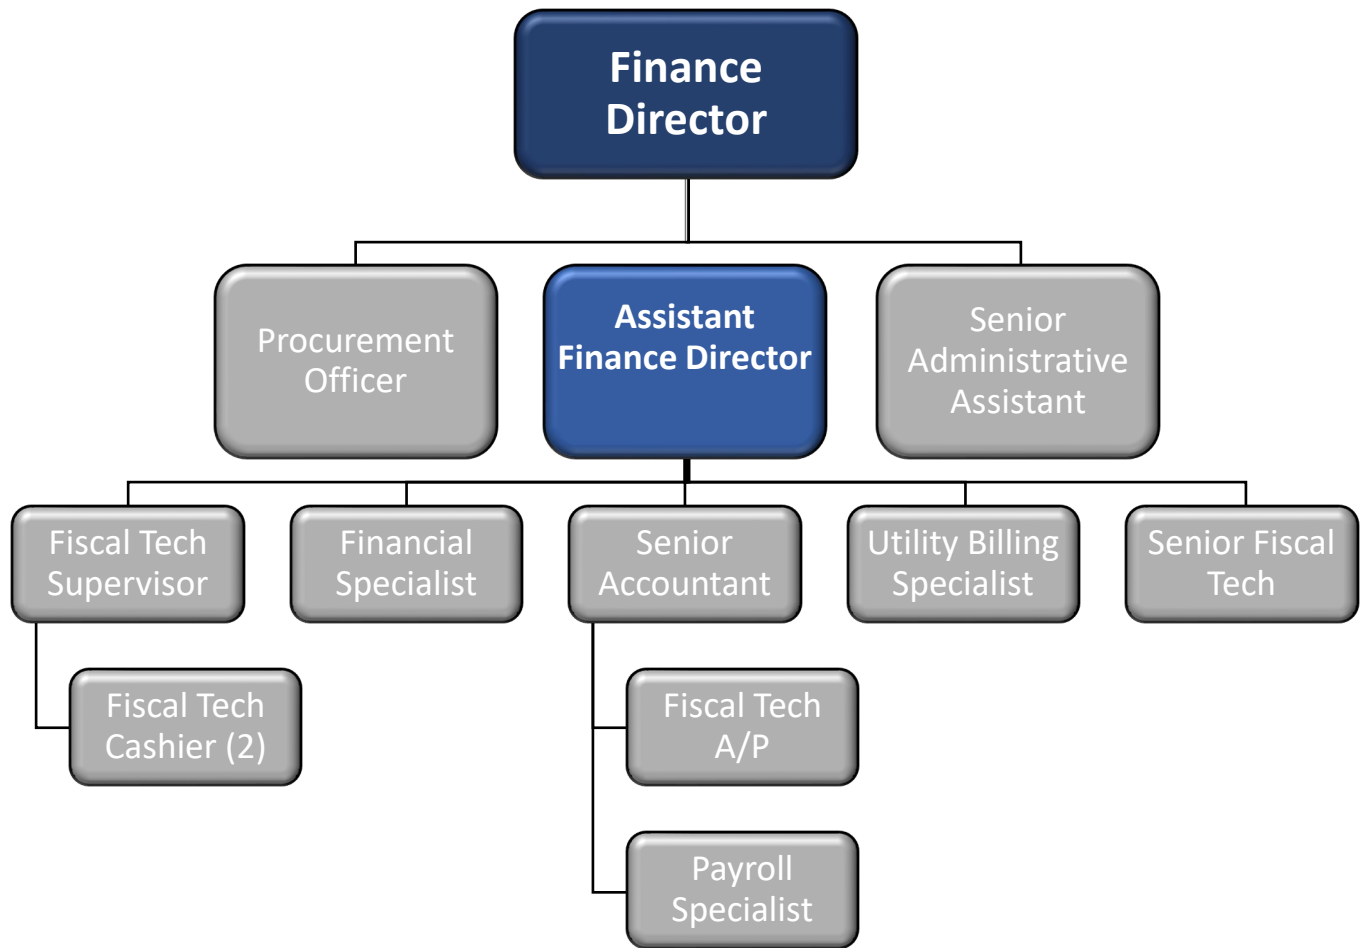 Finance
Director
Procurement
Officer
Assistant
Finance Director
Senior
Administrative
Assistant
Fiscal Tech
Supervisor
Financial
Specialist
Senior
Accountant
Utility Billing
Specialist
Senior Fiscal
Tech
Fiscal Tech
Cashier (2)
Fiscal Tech
A/P
Payroll
Specialist